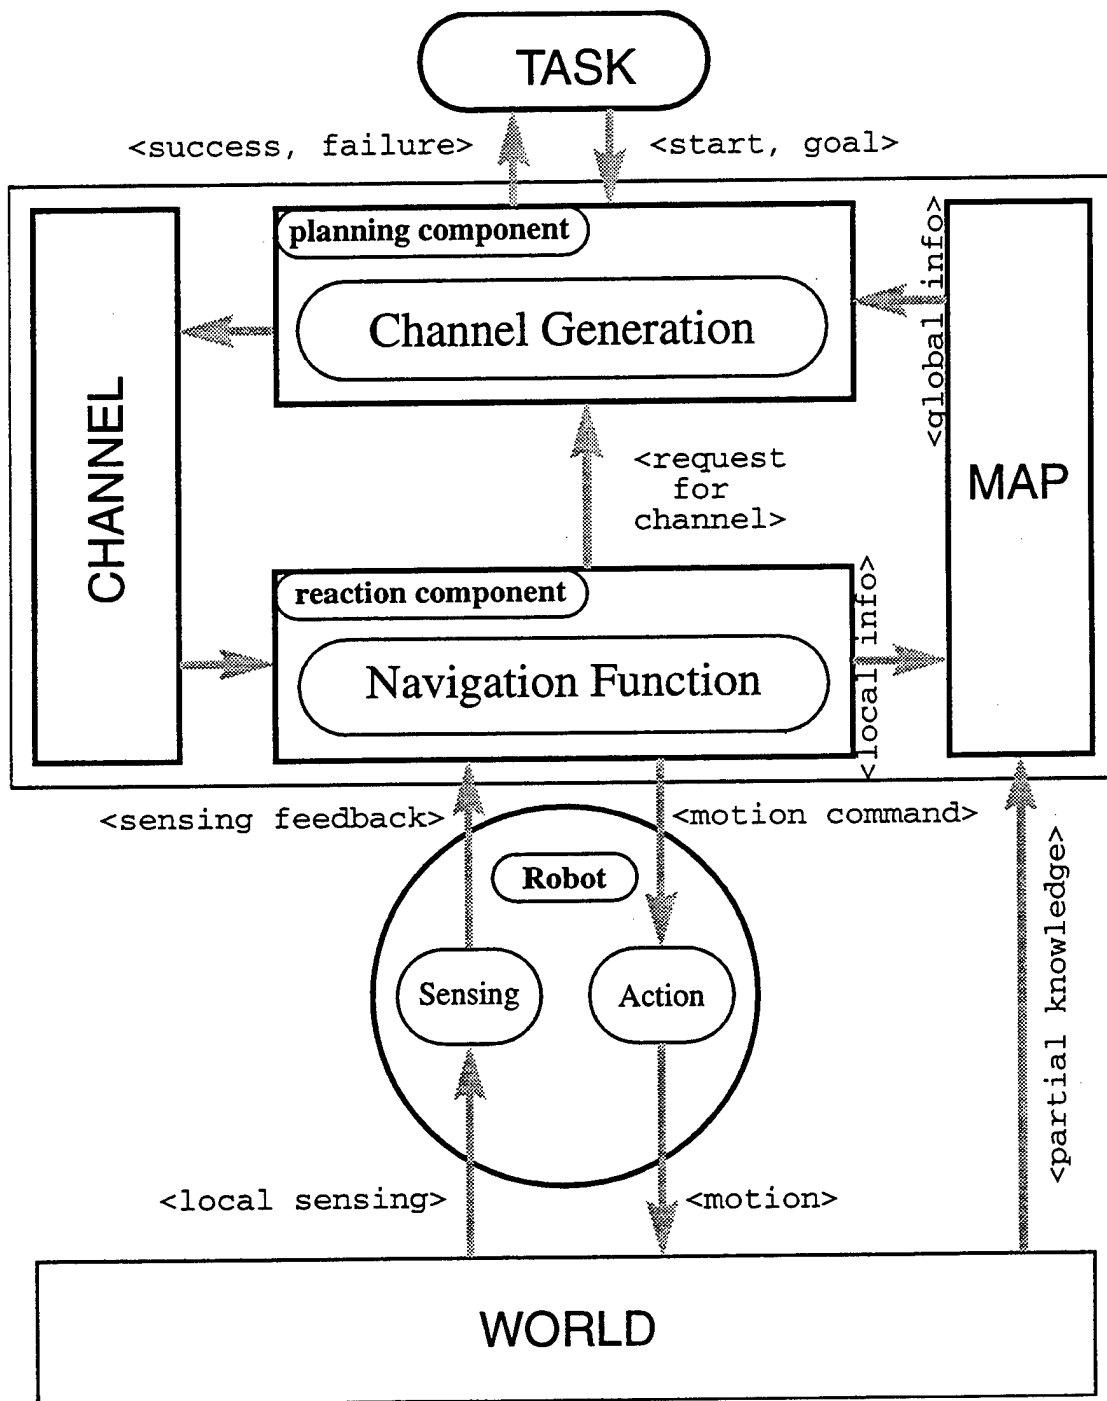 TASK
<success, failure>
<start, goal>
planning component
Channel Generation
<global info>
CHANNEL
MAP
<request
for
channel>
reaction component
Navigation Function
<local info>
<sensing feedback>
<motion command>
Robot
Sensing
Action
<partial knowledge>
<local sensing>
<motion>
WORLD